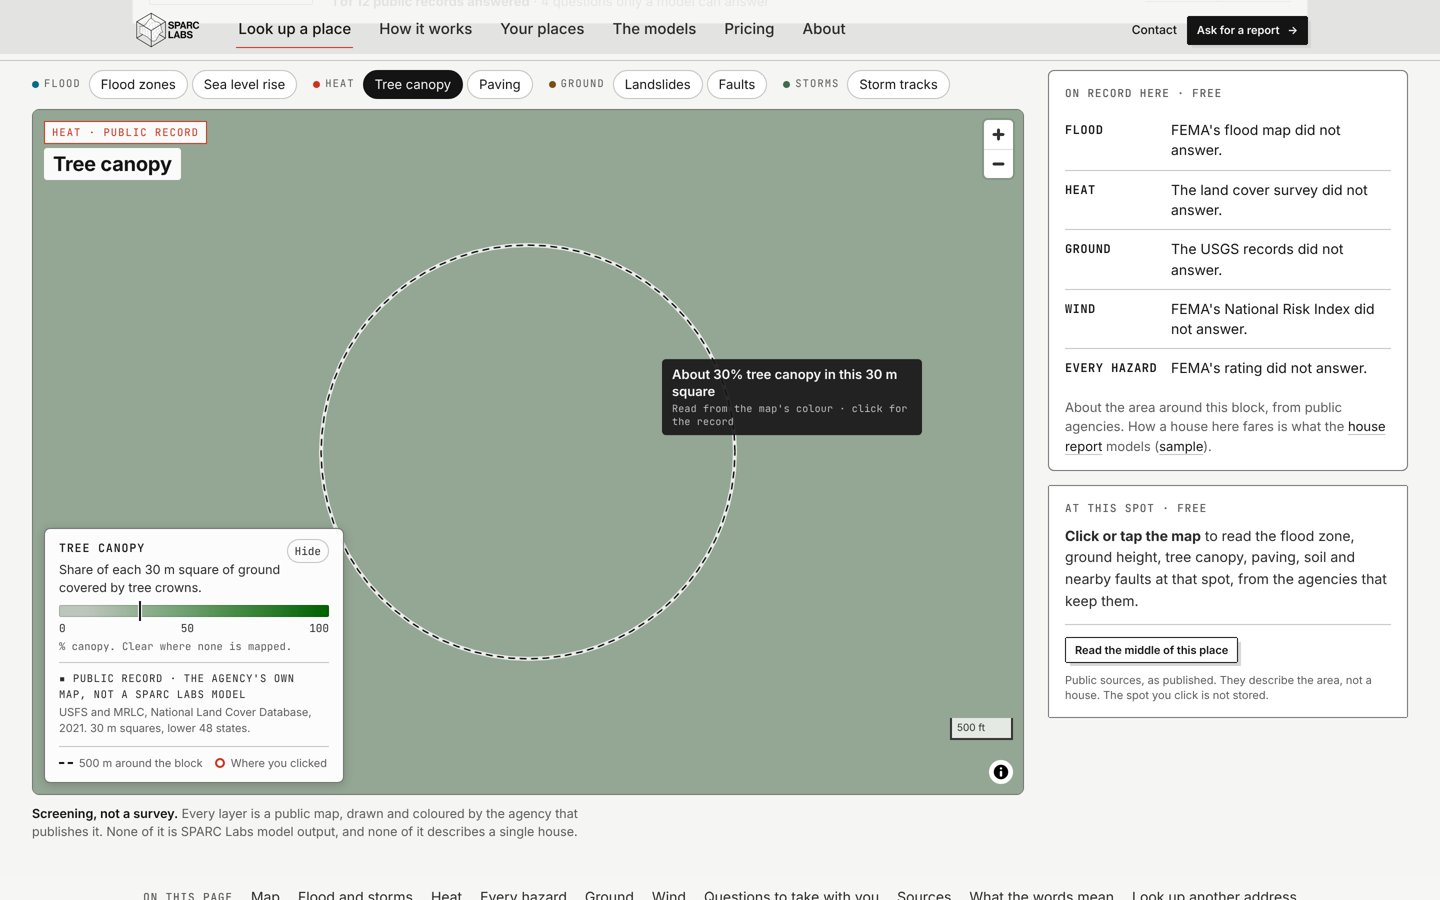 1 of 12 public records answered · 4 questions only a model can answer
SPARC
LABS
Look up a place
How it works
Your places
The models
Pricing
About
Contact
Ask for a report →
FLOOD
Flood zones
Sea level rise
HEAT
Tree canopy
Paving
GROUND
Landslides
Faults
STORMS
Storm tracks
HEAT · PUBLIC RECORD
Tree canopy
+
−
About 30% tree canopy in this 30 m
square
Read from the map's colour · click for
the record
TREE CANOPY
Hide
Share of each 30 m square of ground
covered by tree crowns.
0 50 100
% canopy. Clear where none is mapped.
▪ PUBLIC RECORD · THE AGENCY'S OWN
MAP, NOT A SPARC LABS MODEL
USFS and MRLC, National Land Cover Database,
2021. 30 m squares, lower 48 states.
500 m around the block
Where you clicked
500 ft
Screening, not a survey. Every layer is a public map, drawn and coloured by the agency that
publishes it. None of it is SPARC Labs model output, and none of it describes a single house.
ON RECORD HERE · FREE
FLOOD
FEMA's flood map did not
answer.
HEAT
The land cover survey did not
answer.
GROUND
The USGS records did not
answer.
WIND
FEMA's National Risk Index did
not answer.
EVERY HAZARD
FEMA's rating did not answer.
About the area around this block, from public
agencies. How a house here fares is what the house
report models (sample).
AT THIS SPOT · FREE
Click or tap the map to read the flood zone,
ground height, tree canopy, paving, soil and
nearby faults at that spot, from the agencies that
keep them.
Read the middle of this place
Public sources, as published. They describe the area, not a
house. The spot you click is not stored.
ON THIS PAGE
Map
Flood and storms
Heat
Every hazard
Ground
Wind
Questions to take with you
Sources
What the words mean
Look up another address